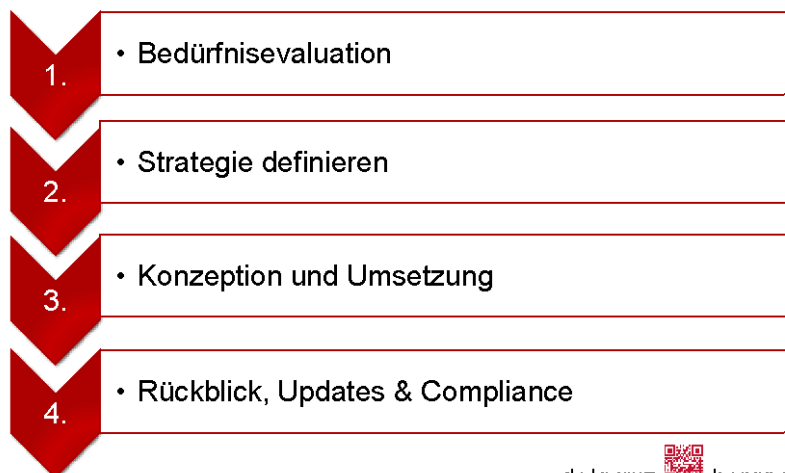 1.
• Bedürfnisevaluation
2.
• Strategie definieren
3.
• Konzeption und Umsetzung
4.
• Rückblick, Updates & Compliance